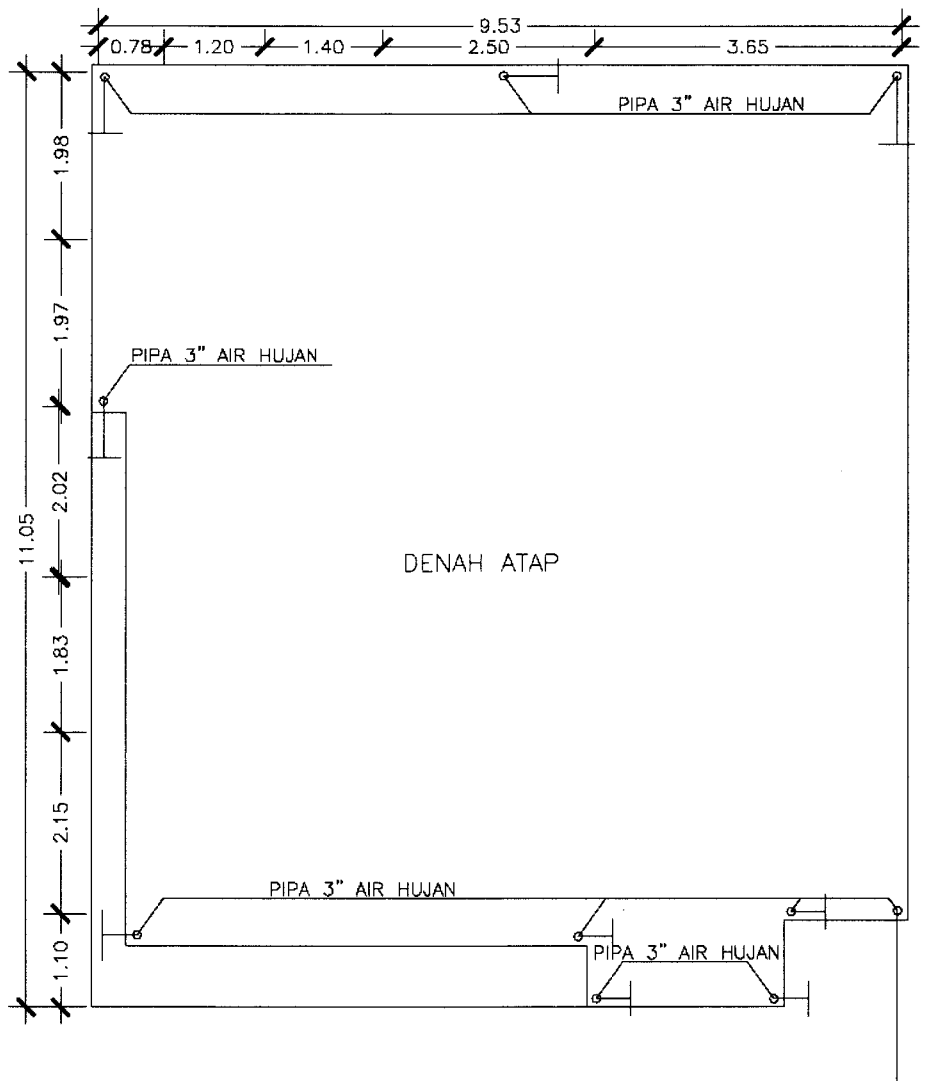 9.53
0.78 1.20 1.40 2.50 3.65
PIPA 3" AIR HUJAN
1.98
1.97
PIPA 3" AIR HUJAN
2.02
11.05
DENAH ATAP
1.83
2.15
PIPA 3" AIR HUJAN
1.10
PIPA 3" AIR HUJAN